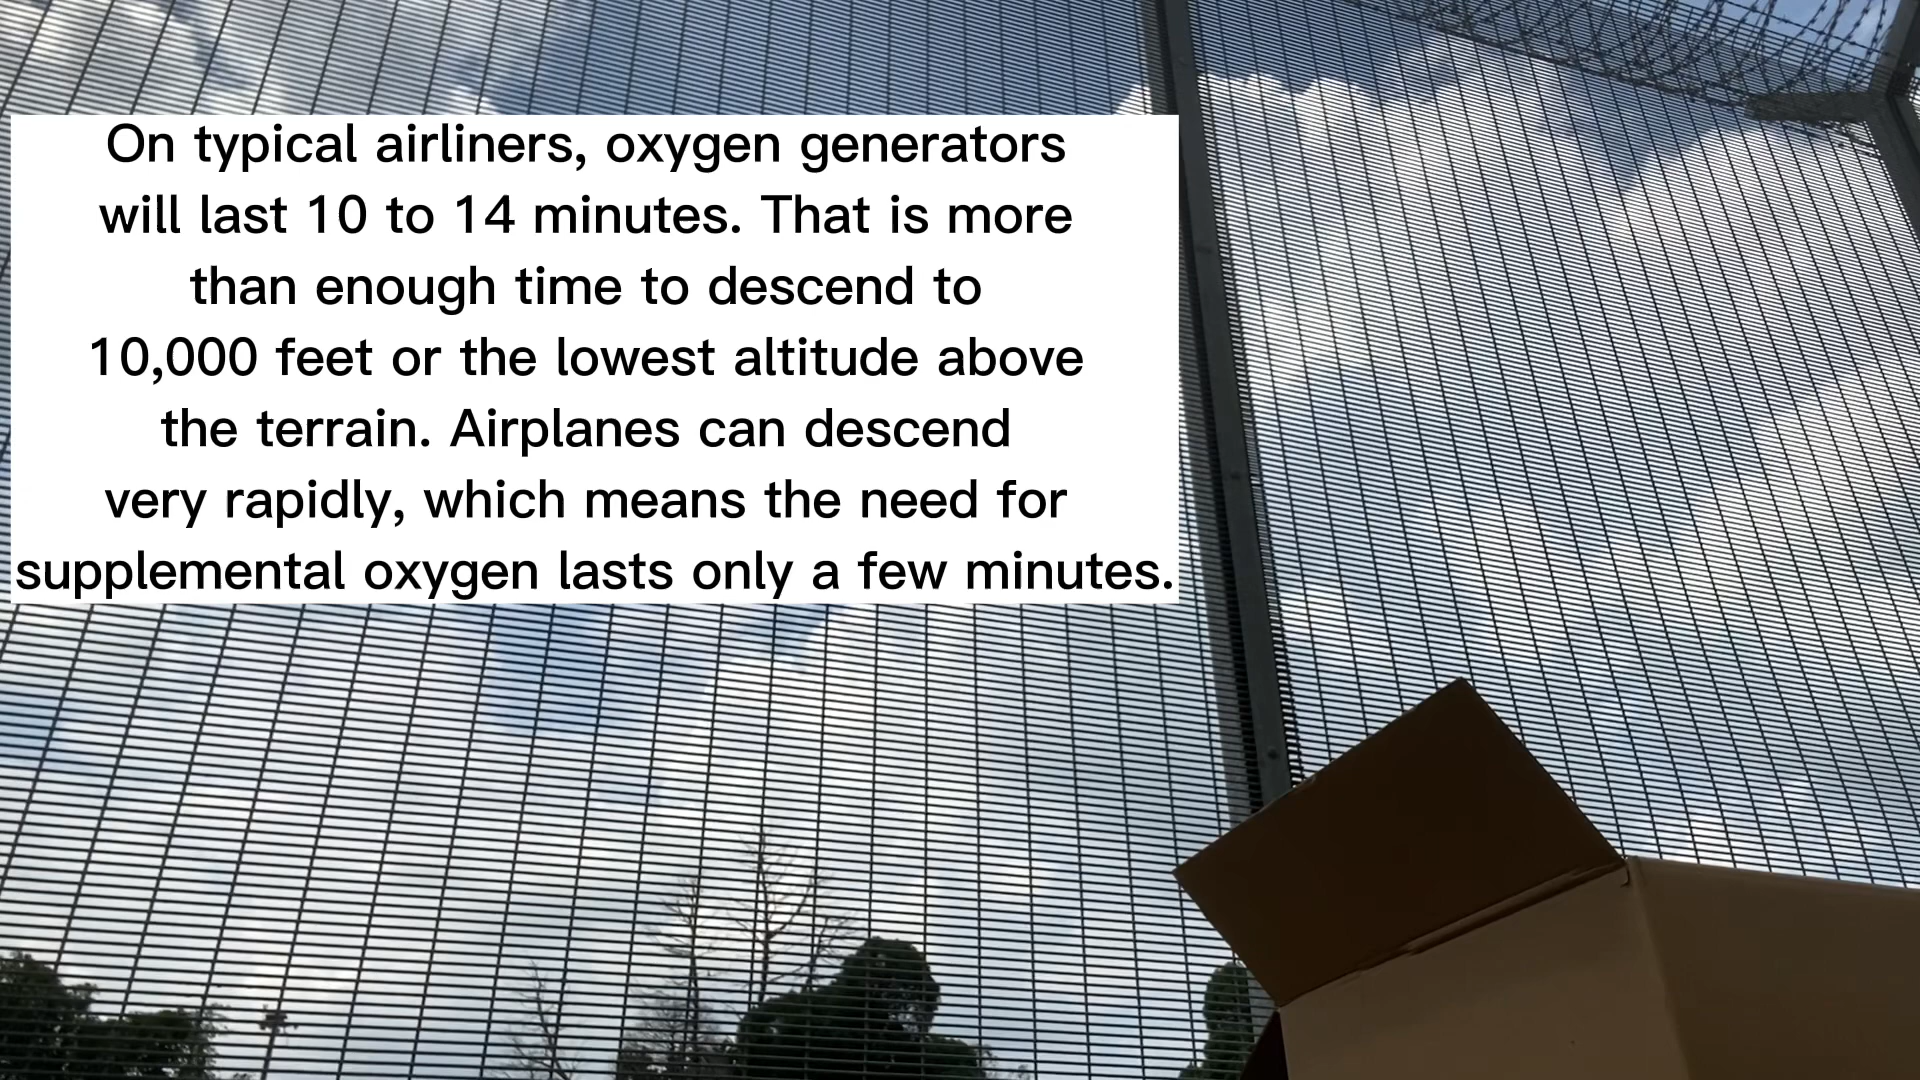 On typical airliners, oxygen generators
will last 10 to 14 minutes. That is more
than enough time to descend to
10,000 feet or the lowest altitude above
the terrain. Airplanes can descend
very rapidly, which means the need for
supplemental oxygen lasts only a few minutes.